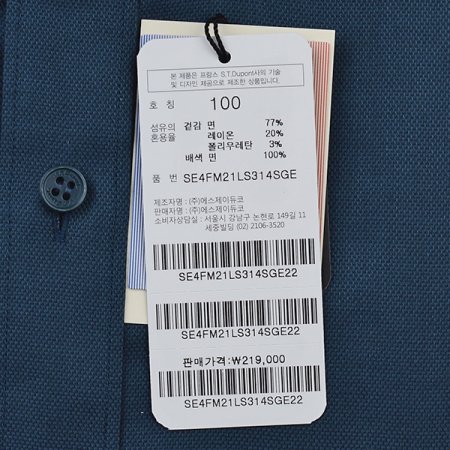 본 제품은 프랑스 S.T.Dupont사의 기술
및 디자인 제공으로 제조한 상품입니다.
호 칭 100
섬유의 겉감 면 77%
혼용율 레이온 20%
폴리우레탄 3%
배색 면 100%
품 번 SE4FM21LS314SGE
제조자명 : (주)에스제이듀코
판매자명 : (주)에스제이듀코
소비자상담실 : 서울시 강남구 논현로 149길 11
세중빌딩 (02) 2106-3520
SE4FM21LS314SGE22
SE4FM21LS314SGE22
판매가격:₩219,000
SE4FM21LS314SGE22